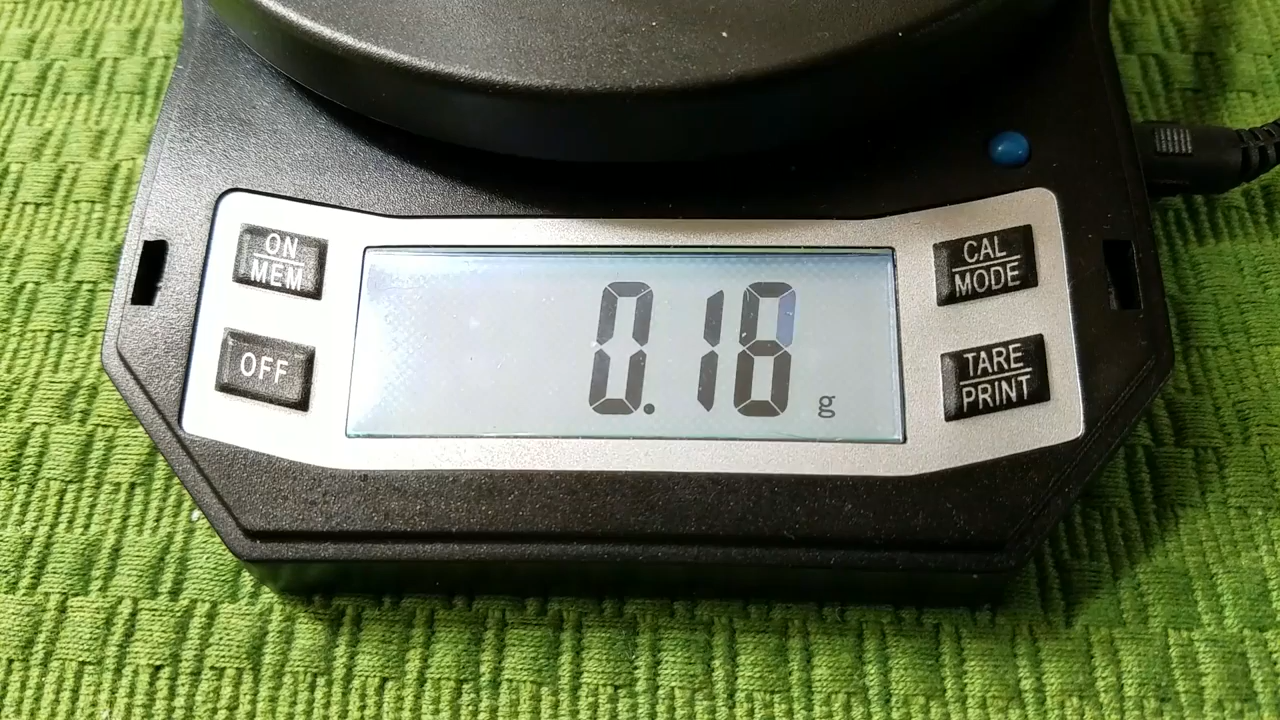 ON
MEM
OFF
0.18 g
CAL
MODE
TARE
PRINT